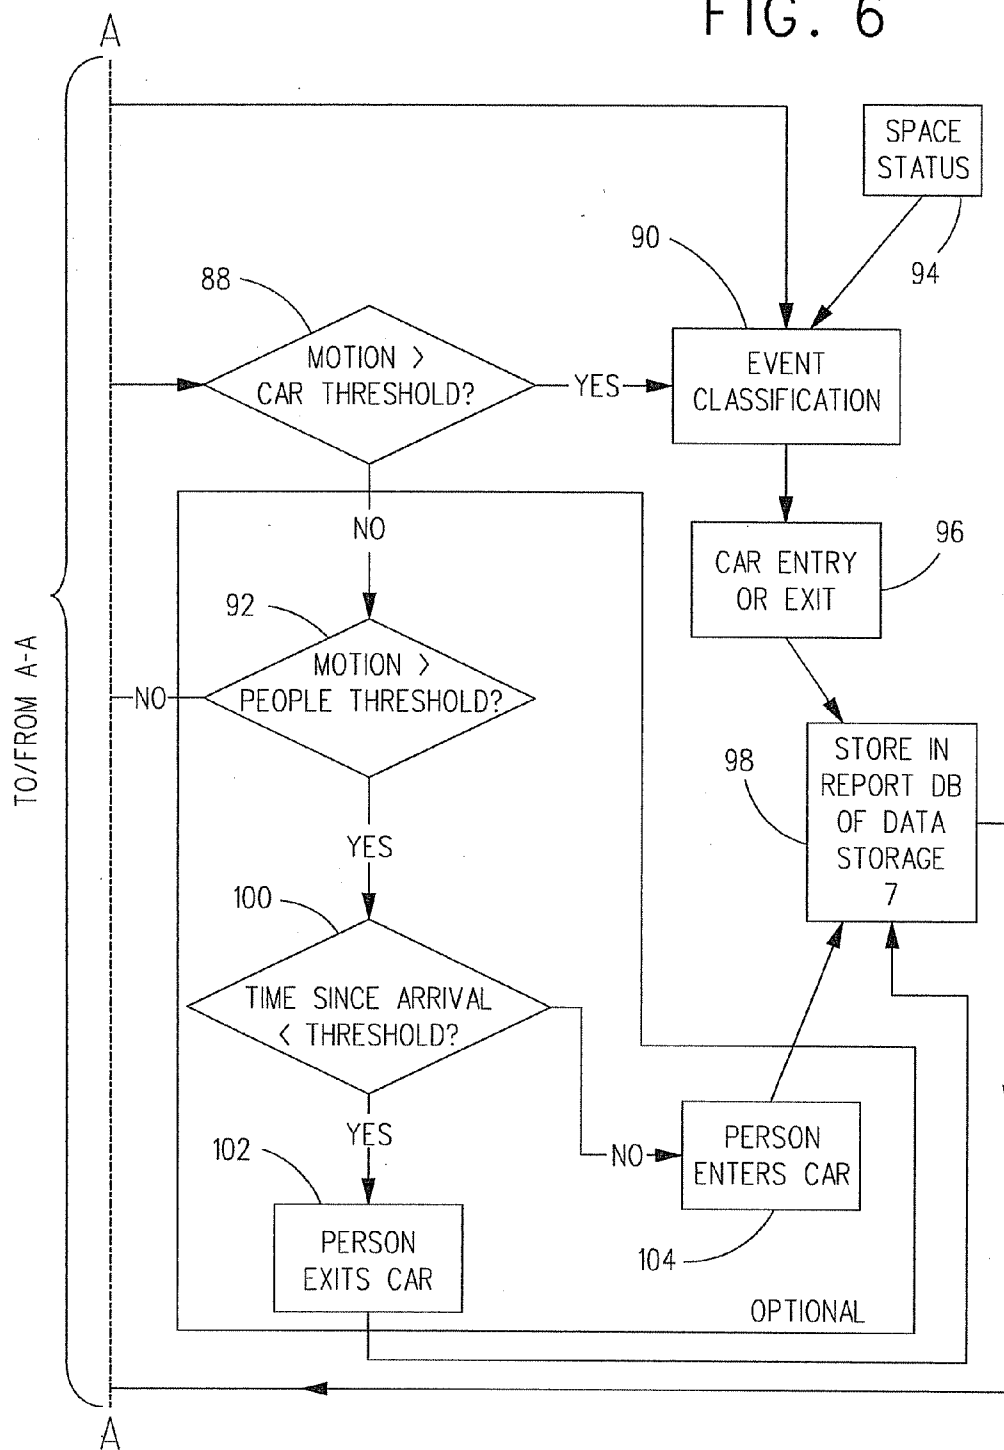 FIG. 6
A
SPACE
STATUS
94
90
88
MOTION >
CAR THRESHOLD?
YES
EVENT
CLASSIFICATION
NO
96
CAR ENTRY
OR EXIT
92
MOTION >
PEOPLE THRESHOLD?
NO
TO/FROM A-A
98
STORE IN
REPORT DB
OF DATA
STORAGE
7
YES
100
TIME SINCE ARRIVAL
< THRESHOLD?
YES
NO
PERSON
ENTERS CAR
102
104
PERSON
EXITS CAR
OPTIONAL
A